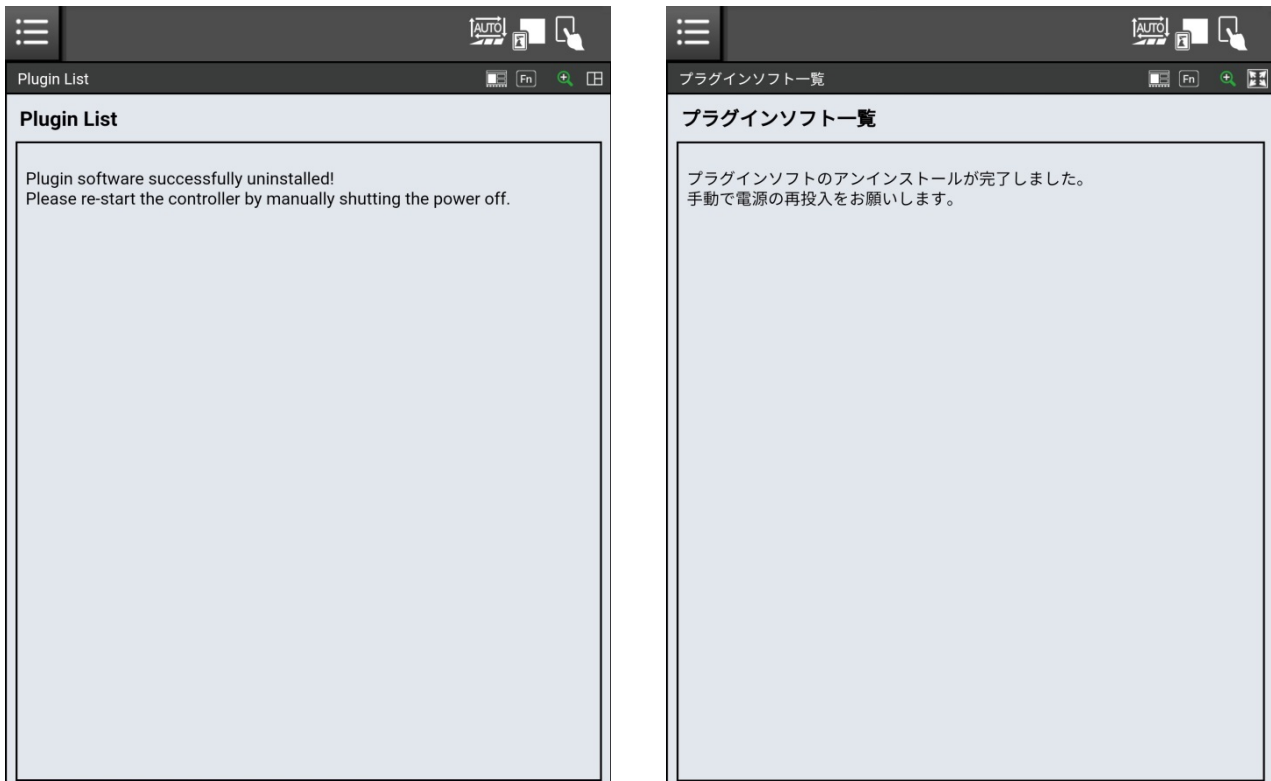 AUTO
Plugin List
Fn
Plugin List
Plugin software successfully uninstalled!
Please re-start the controller by manually shutting the power off.
AUTO
プラグインソフト一覧
Fn
プラグインソフト一覧
プラグインソフトのアンインストールが完了しました。
手動で電源の再投入をお願いします。